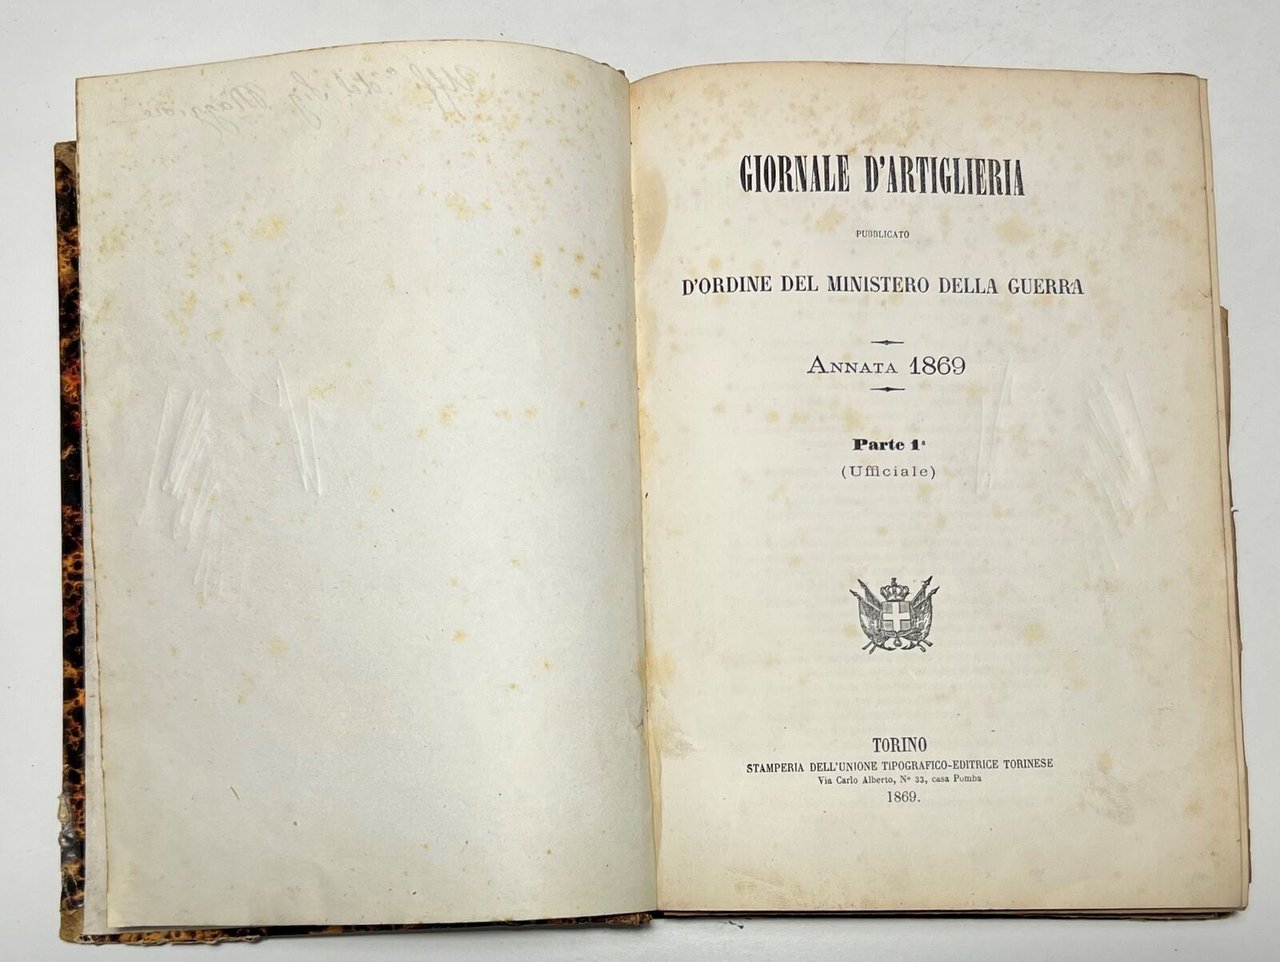 GIORNALE D'ARTIGLIERIA
PUBBLICATO
D'ORDINE DEL MINISTERO DELLA GUERRA
ANNATA 1869
Parte 1ª
(Ufficiale)
TORINO
STAMPERIA DELL'UNIONE TIPOGRAFICO-EDITRICE TORINESE
Via Carlo Alberto, Nº 33, casa Pomba
1869.